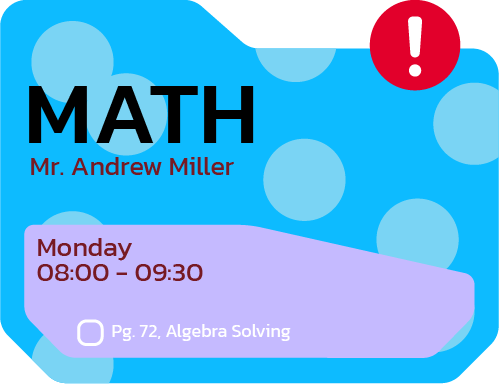 MATH
Mr. Andrew Miller
Monday
08:00 - 09:30
Pg. 72, Algebra Solving